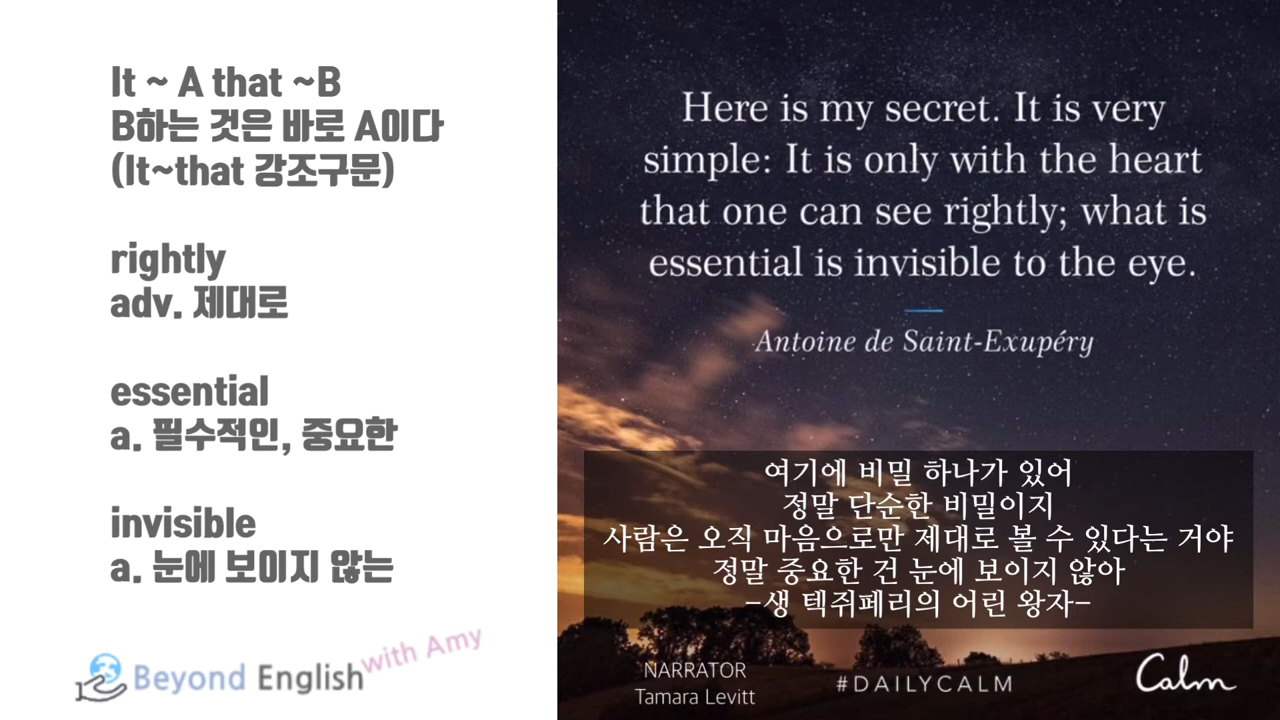 It ~ A that ~B
B하는 것은 바로 A이다
(It~that 강조구문)
rightly
adv. 제대로
essential
a. 필수적인, 중요한
invisible
a. 눈에 보이지 않는
Beyond English with Amy
Here is my secret. It is very
simple: It is only with the heart
that one can see rightly; what is
essential is invisible to the eye.
Antoine de Saint-Exupéry
여기에 비밀 하나가 있어
정말 단순한 비밀이지
사람은 오직 마음으로만 제대로 볼 수 있다는 거야
정말 중요한 건 눈에 보이지 않아
-생 텍쥐페리의 어린 왕자-
NARRATOR
Tamara Levitt
#DAILYCALM
Calm